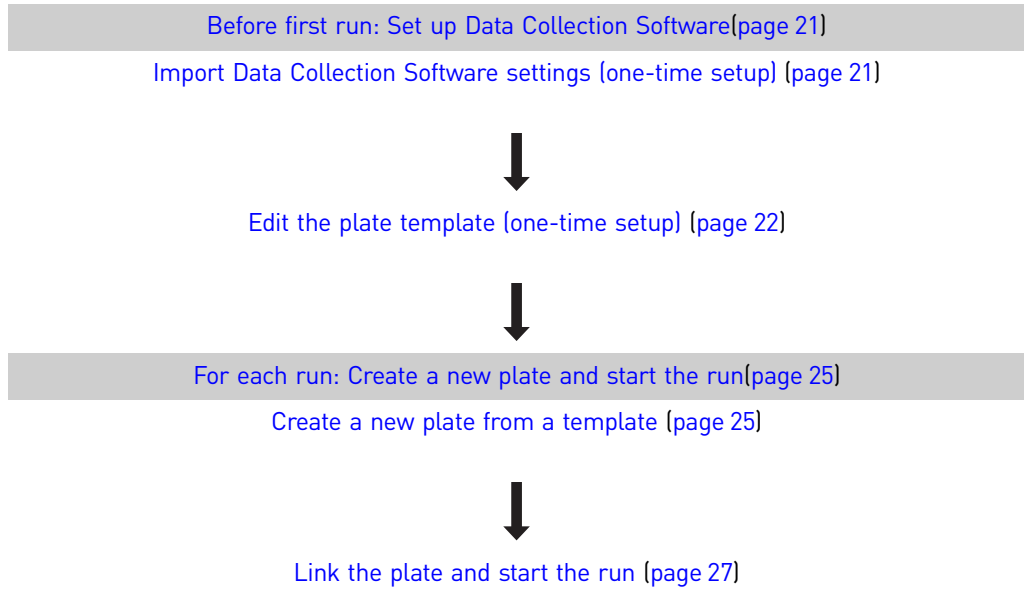 Before first run: Set up Data Collection Software(page 21)
Import Data Collection Software settings (one-time setup) (page 21)
Edit the plate template (one-time setup) (page 22)
For each run: Create a new plate and start the run(page 25)
Create a new plate from a template (page 25)
Link the plate and start the run (page 27)